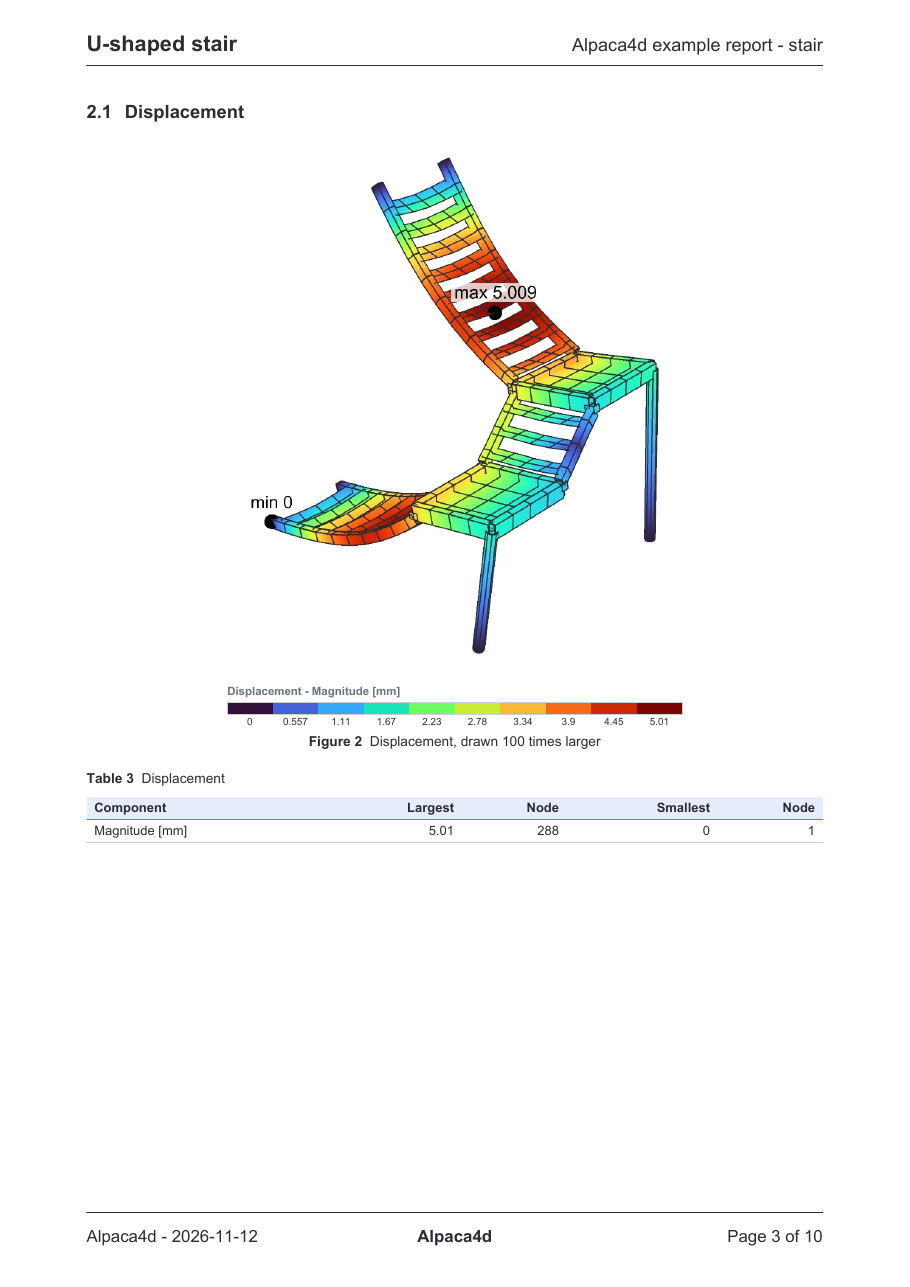 U-shaped stair
Alpaca4d example report - stair
2.1 Displacement
max 5.009
min 0
Displacement - Magnitude [mm]
0 0.557 1.11 1.67 2.23 2.78 3.34 3.9 4.45 5.01
Figure 2 Displacement, drawn 100 times larger
Table 3 Displacement
Component Largest Node Smallest Node
Magnitude [mm] 5.01 288 0 1
Alpaca4d - 2026-11-12 Alpaca4d Page 3 of 10